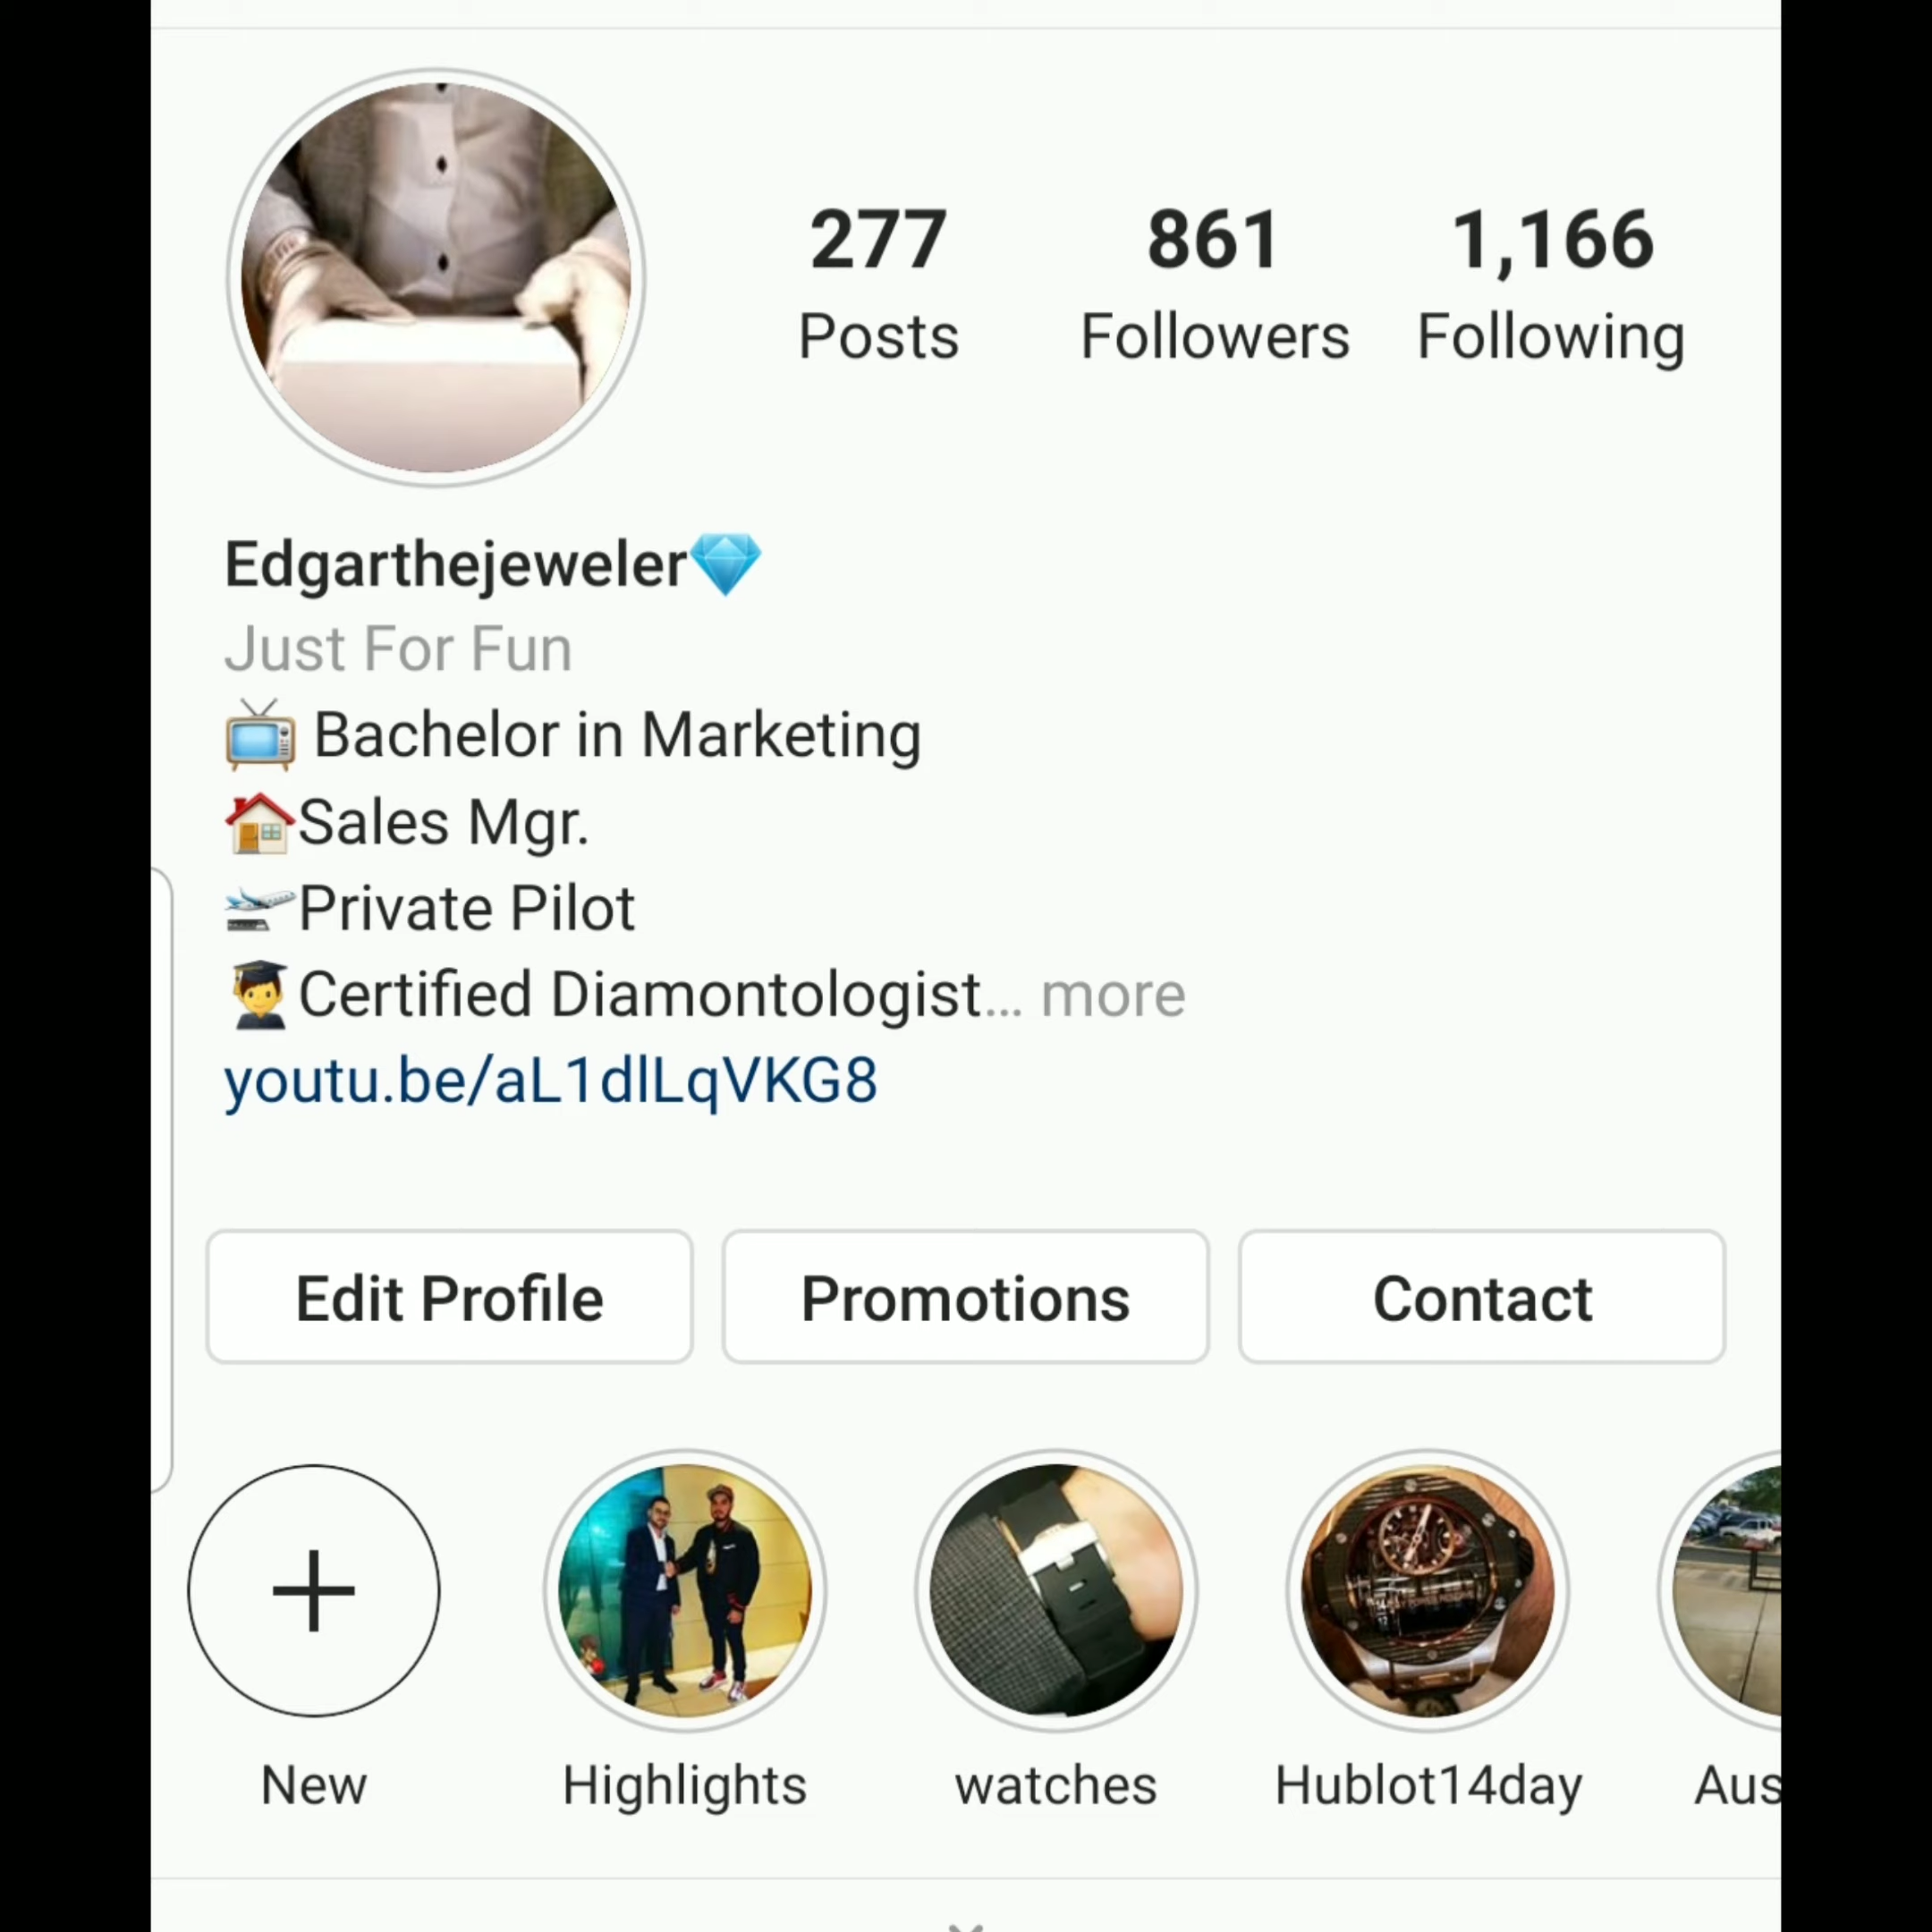 277 861 1,166
Posts Followers Following
Edgarthejeweler💎
Just For Fun
📺 Bachelor in Marketing
🏠Sales Mgr.
🛫Private Pilot
👨‍🎓Certified Diamontologist... more
youtu.be/aL1dlLqVKG8
Edit Profile Promotions Contact
New Highlights watches Hublot14day Aus